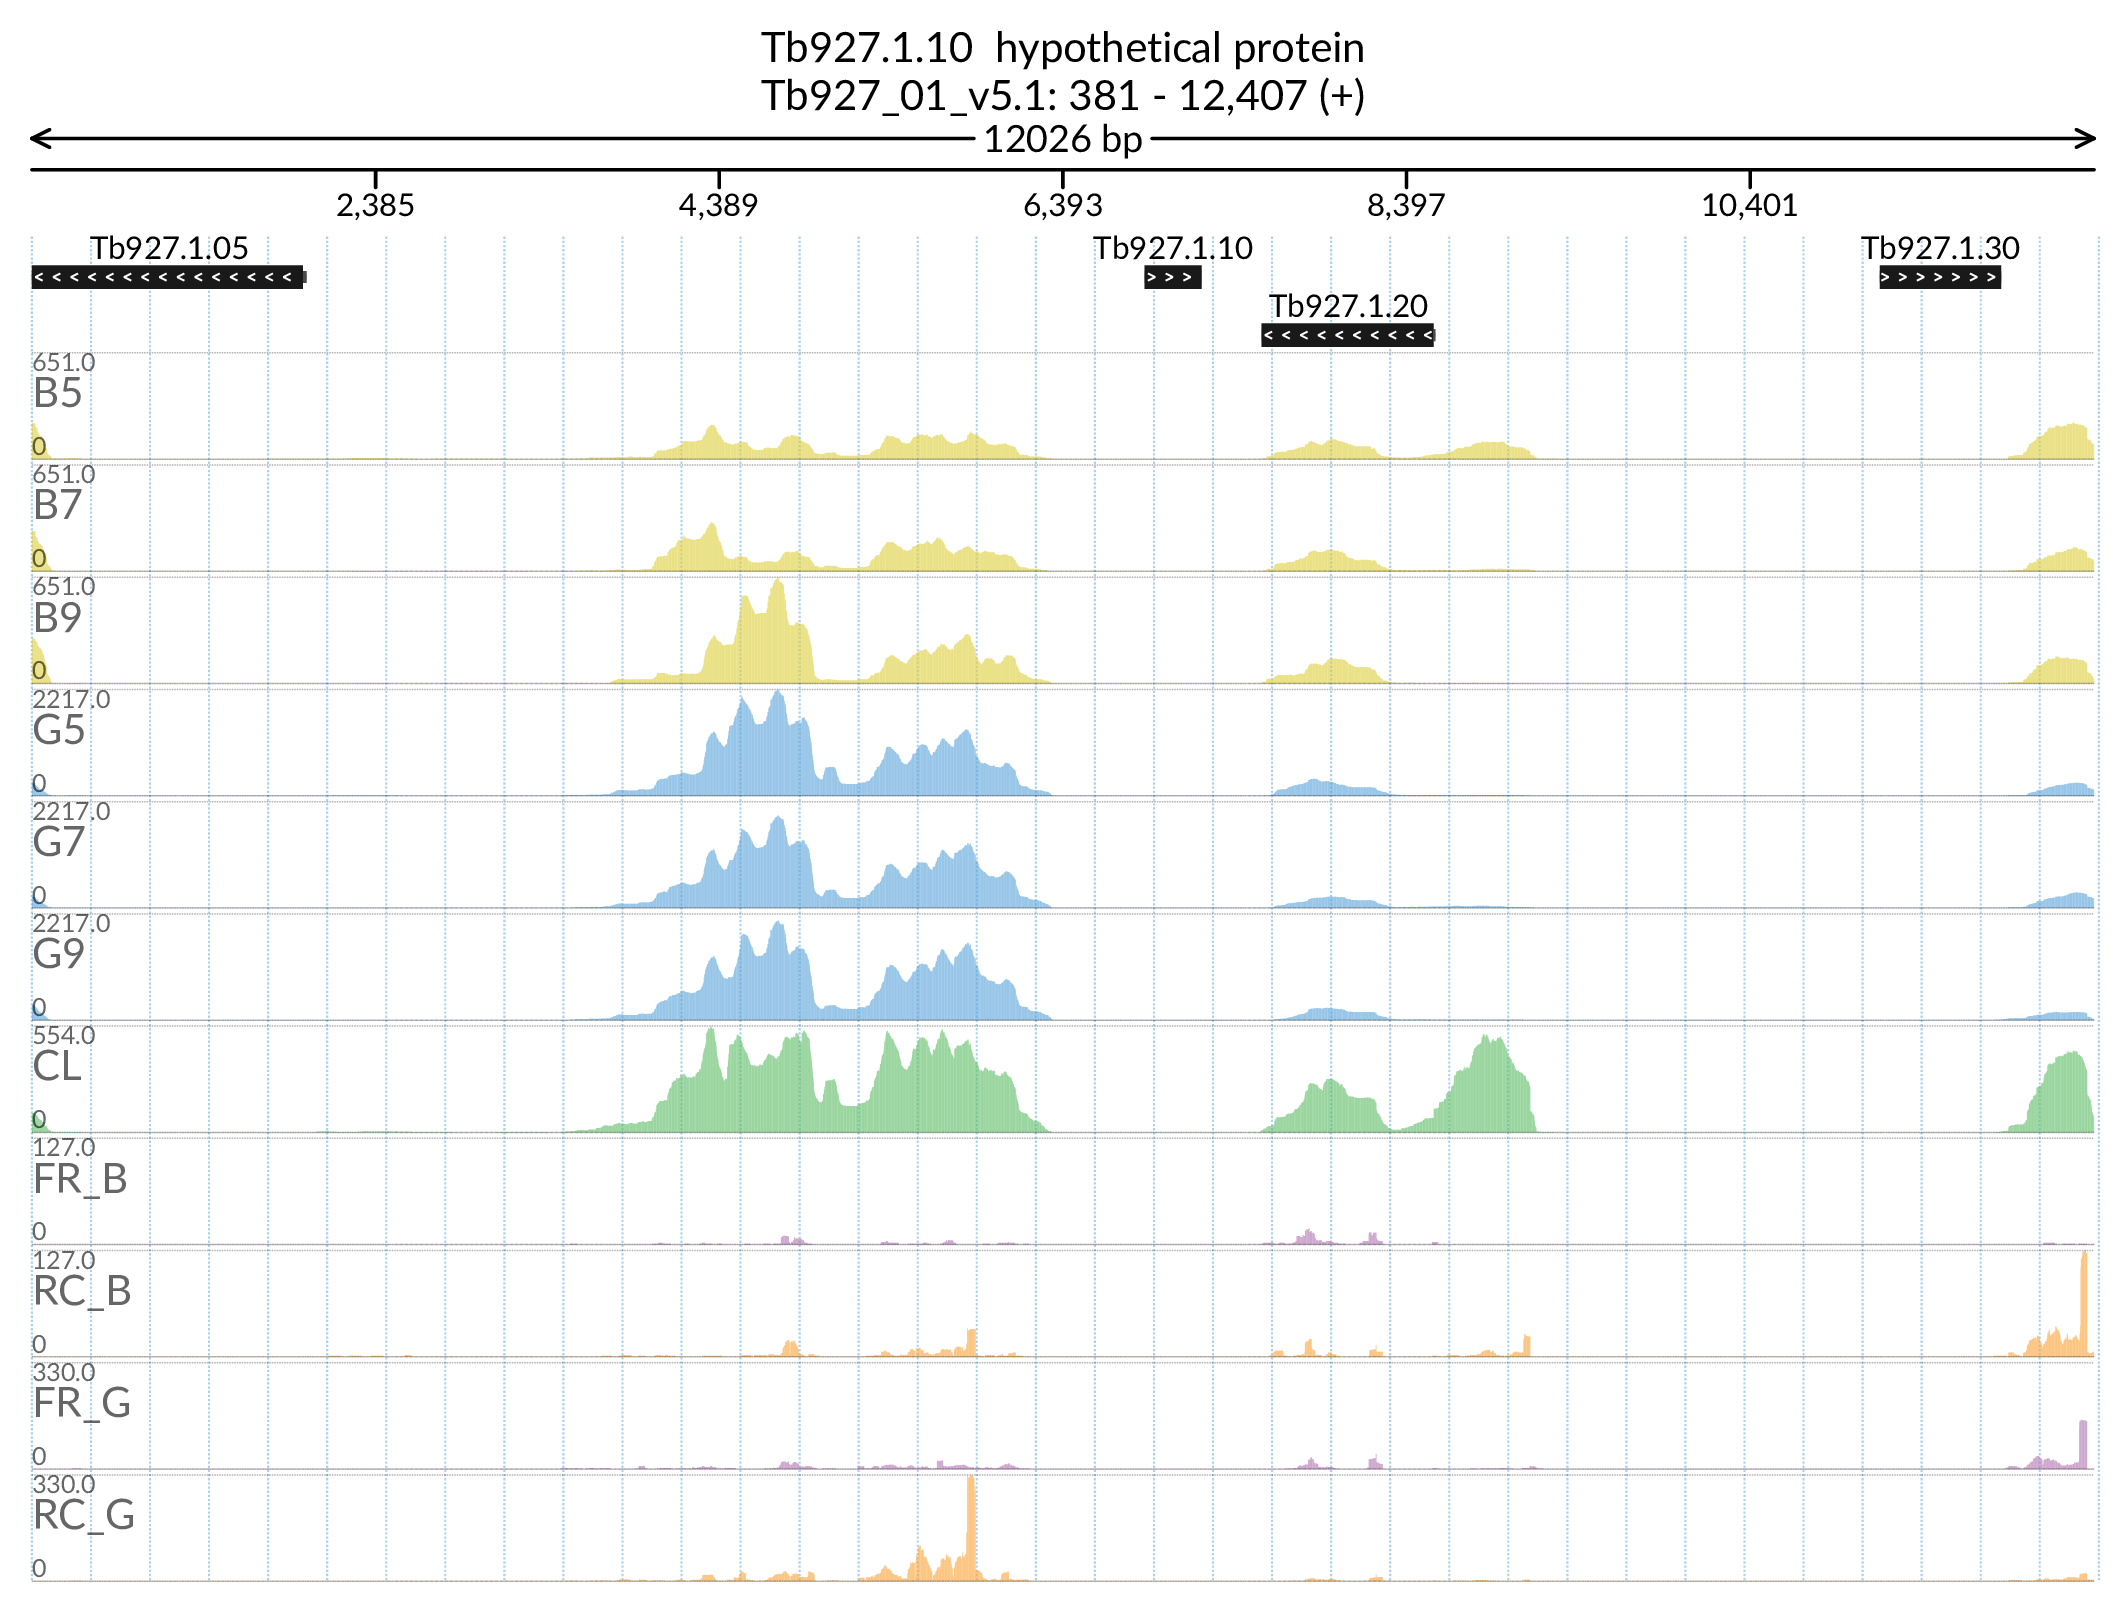 Tb927.1.10  hypothetical protein
Tb927_01_v5.1: 381 - 12,407 (+)
12026 bp
2,385 4,389 6,393 8,397 10,401
Tb927.1.05 Tb927.1.10 Tb927.1.30
Tb927.1.20
651.0
B5
0
651.0
B7
0
651.0
B9
0
2217.0
G5
0
2217.0
G7
0
2217.0
G9
0
554.0
CL
0
127.0
FR_B
0
127.0
RC_B
0
330.0
FR_G
0
330.0
RC_G
0